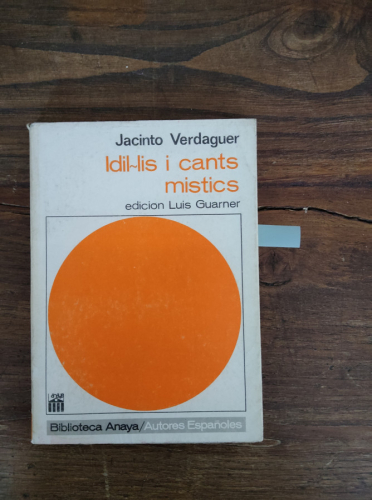 Jacinto Verdaguer
Idil~lis i cants
mistics
edicion Luis Guarner
Biblioteca Anaya/Autores Españoles